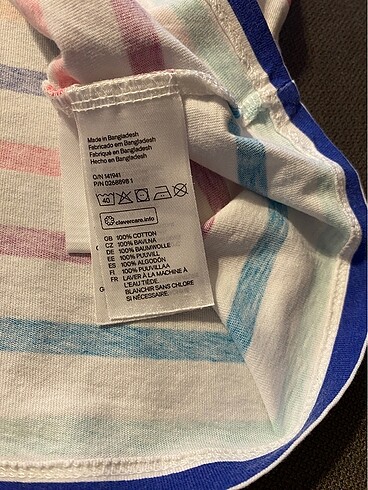 Made in Bangladesh
Fabricado em Bangladesh
Fabriqué en Bangladesh
Hecho en Bangladesh
O/N 141941
P/N 0268898 1
40
clevercare.info
GB 100% COTTON
CZ 100% BAVLNA
DE 100% BAUMWOLLE
EE 100% PUUVILL
ES 100% ALGODÓN
FI 100% PUUVILLAA
FR LAVER À LA MACHINE À
L'EAU TIÈDE.
BLANCHIR SANS CHLORE
SI NÉCESSAIRE.